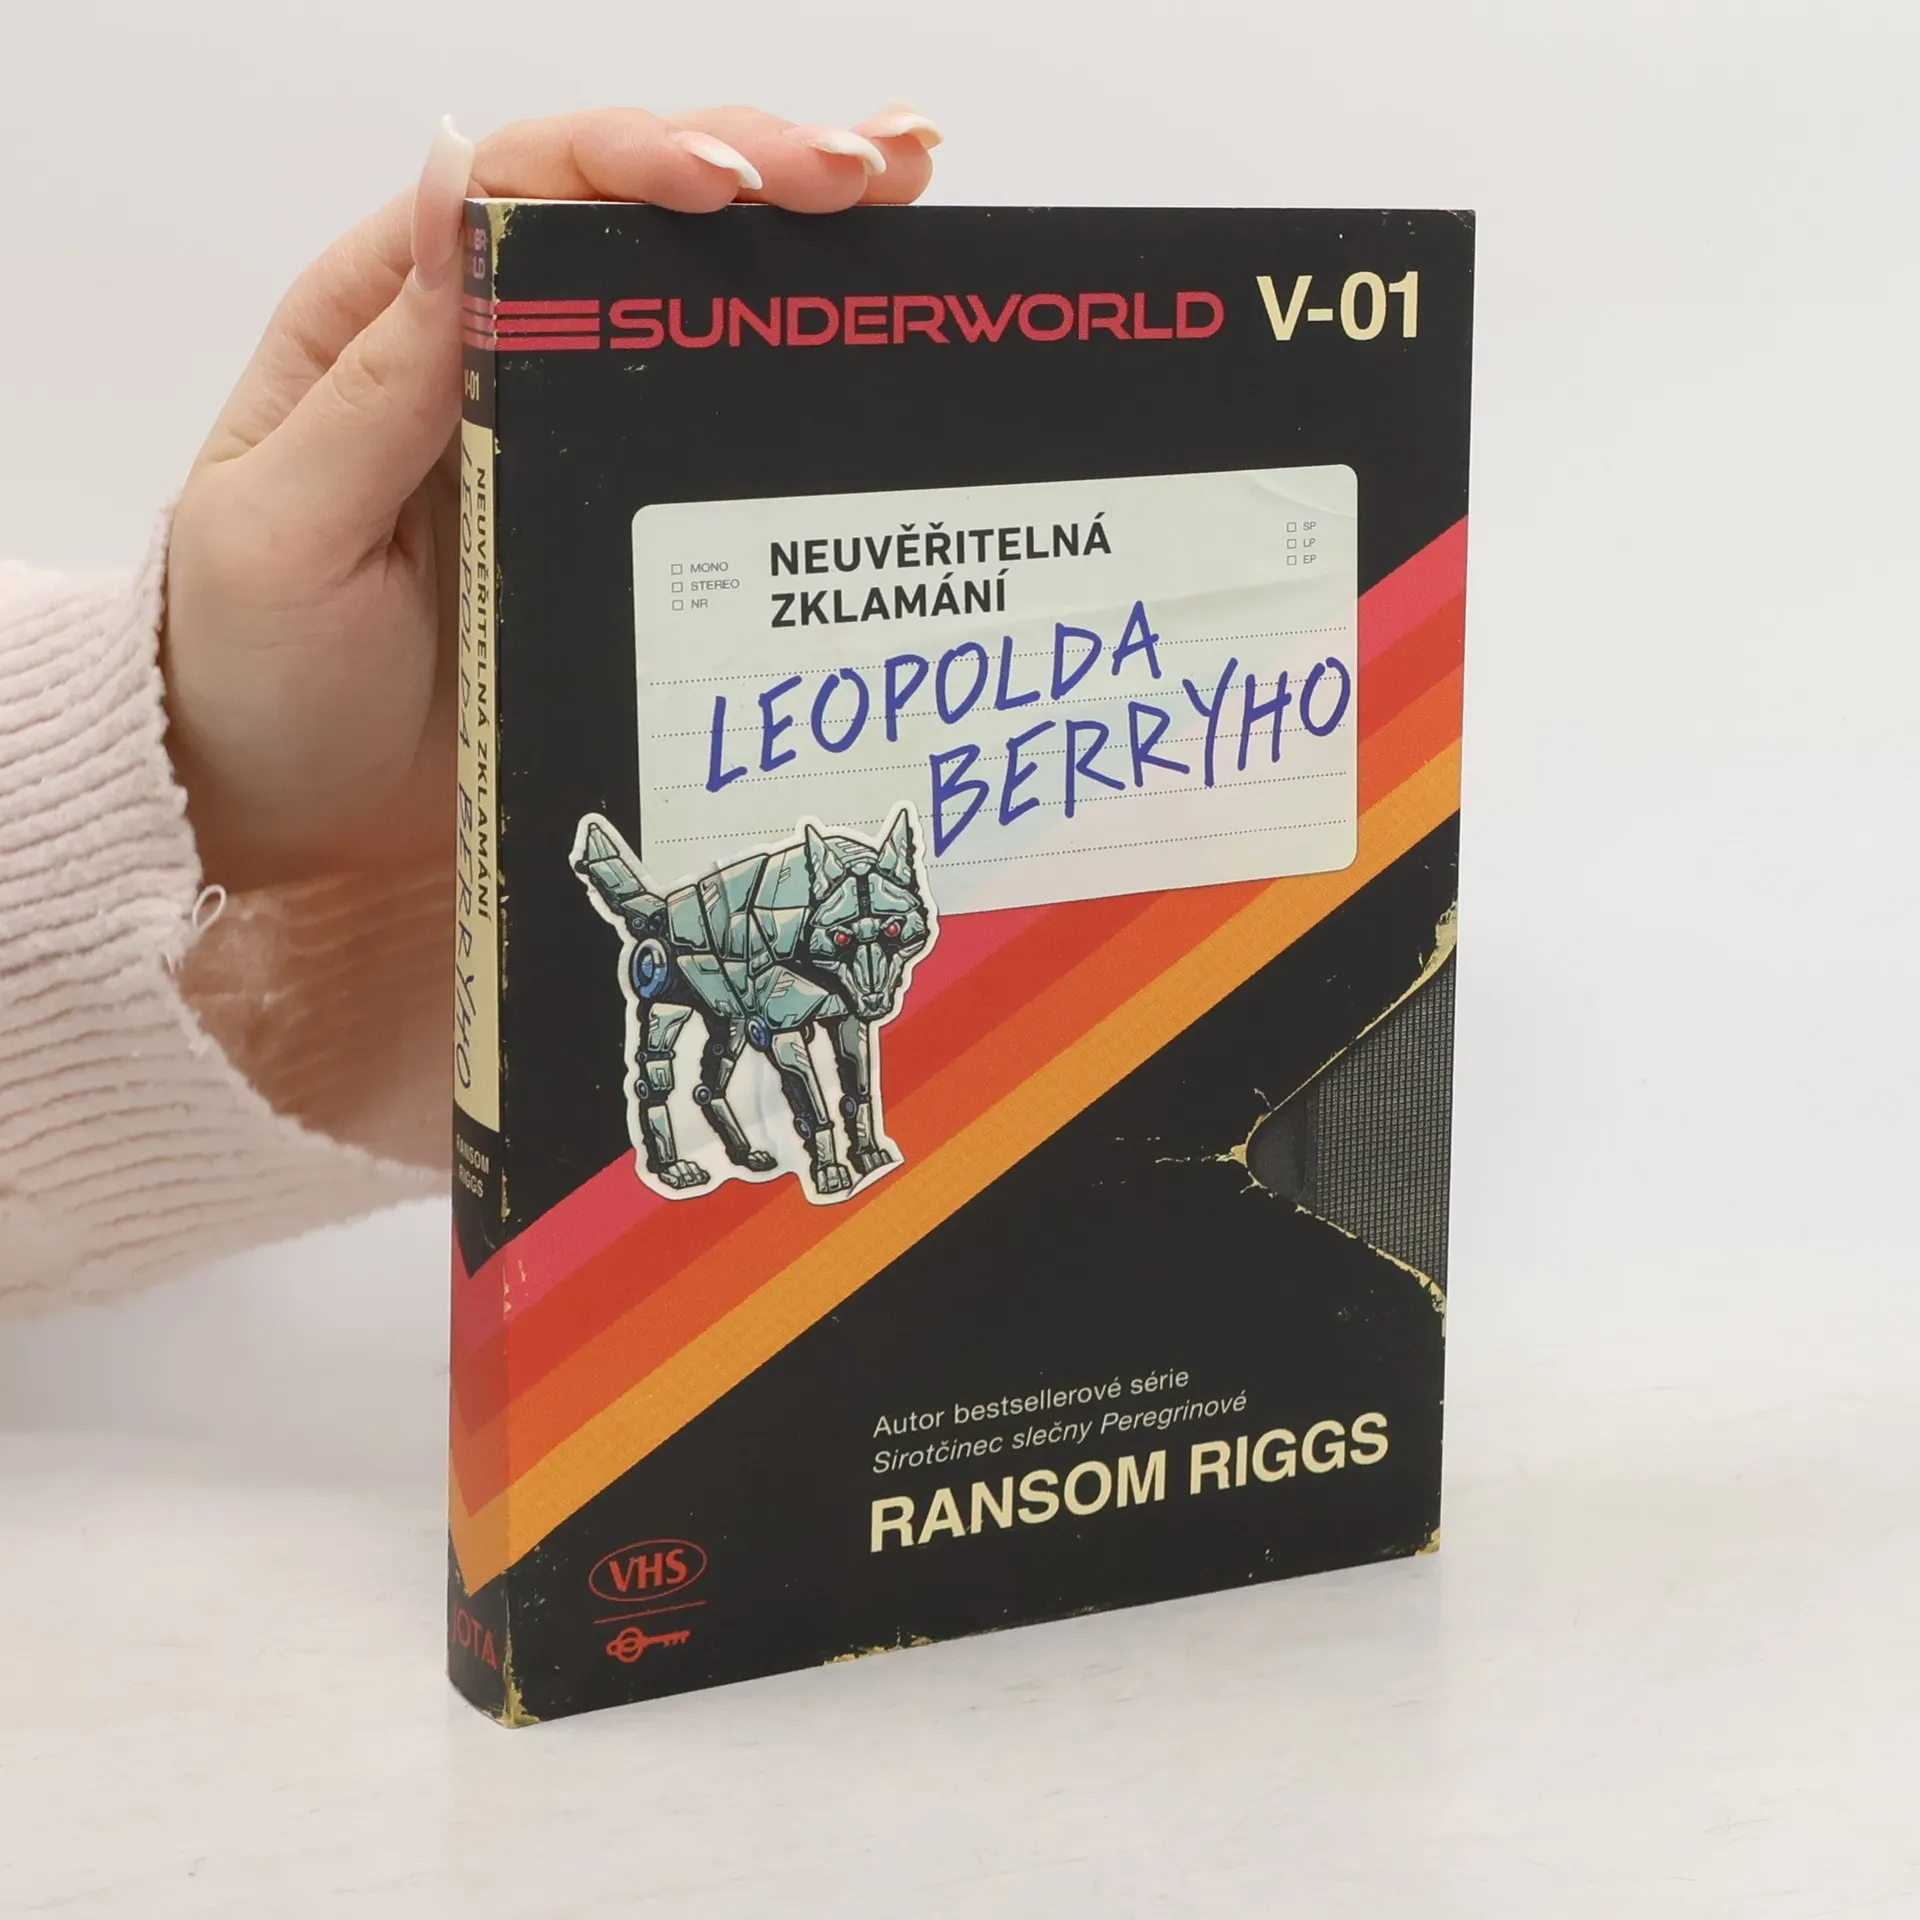 SUNDERWORLD V-01
MONO
STEREO
NR
NEUVĚŘITELNÁ
ZKLAMÁNÍ
SP
LP
EP
LEOPOLDA
BERRYHO
Autor bestsellerové série
Sirotčinec slečny Peregrinové
RANSOM RIGGS
VHS
V-01
NEUVĚŘITELNÁ ZKLAMÁNÍ
LEOPOLDA BERRYHO
RANSOM
RIGGS
JOTA